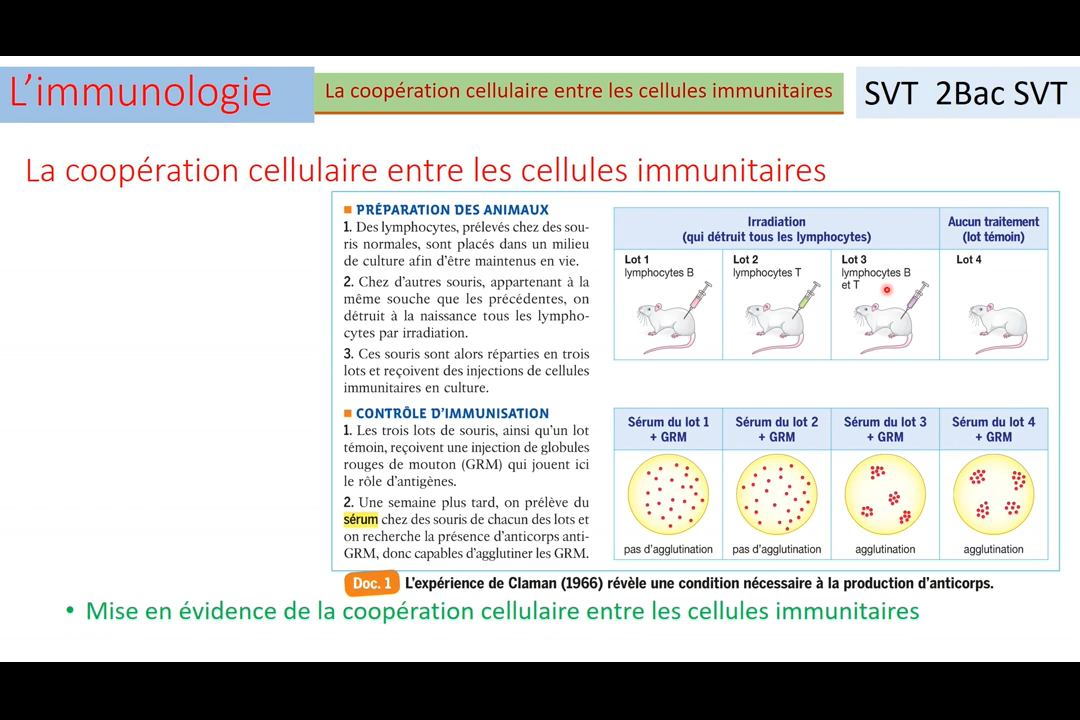 L'immunologie
La coopération cellulaire entre les cellules immunitaires
SVT 2Bac SVT
La coopération cellulaire entre les cellules immunitaires
PRÉPARATION DES ANIMAUX
1. Des lymphocytes, prélevés chez des sou-
ris normales, sont placés dans un milieu
de culture afin d'être maintenus en vie.
2. Chez d'autres souris, appartenant à la
même souche que les précédentes, on
détruit à la naissance tous les lympho-
cytes par irradiation.
3. Ces souris sont alors réparties en trois
lots et reçoivent des injections de cellules
immunitaires en culture.
CONTRÔLE D'IMMUNISATION
1. Les trois lots de souris, ainsi qu'un lot
témoin, reçoivent une injection de globules
rouges de mouton (GRM) qui jouent ici
le rôle d'antigènes.
2. Une semaine plus tard, on prélève du
sérum chez des souris de chacun des lots et
on recherche la présence d'anticorps anti-
GRM, donc capables d'agglutiner les GRM.
Irradiation
(qui détruit tous les lymphocytes)
Aucun traitement
(lot témoin)
Lot 1
lymphocytes B
Lot 2
lymphocytes T
Lot 3
lymphocytes B
et T
Lot 4
Sérum du lot 1
+ GRM
Sérum du lot 2
+ GRM
Sérum du lot 3
+ GRM
Sérum du lot 4
+ GRM
pas d'agglutination
pas d'agglutination
agglutination
agglutination
Doc. 1 L'expérience de Claman (1966) révèle une condition nécessaire à la production d'anticorps.
• Mise en évidence de la coopération cellulaire entre les cellules immunitaires